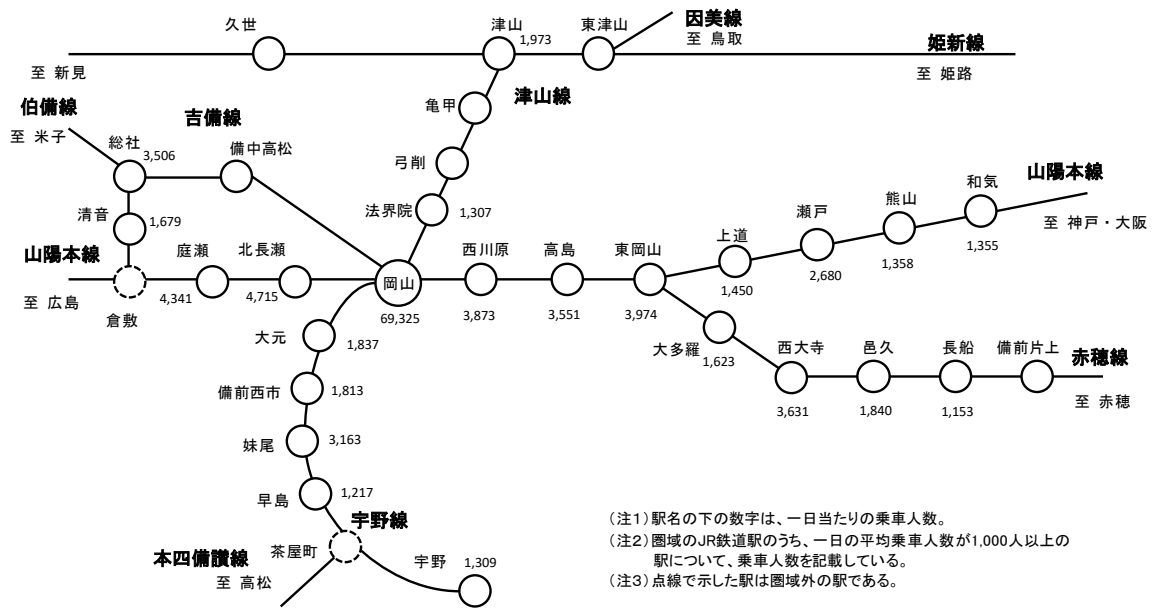 久世
津山
1,973
東津山
因美線
至 鳥取
姫新線
至 新見
至 姫路
伯備線
至 米子
吉備線
津山線
亀甲
総社
3,506
備中高松
弓削
清音
1,679
法界院
1,307
山陽本線
至 広島
倉敷
庭瀬
4,341
北長瀬
4,715
岡山
69,325
西川原
3,873
高島
3,551
東岡山
3,974
上道
1,450
瀬戸
2,680
熊山
1,358
和気
1,355
山陽本線
至 神戸・大阪
大多羅
1,623
西大寺
3,631
邑久
1,840
長船
1,153
備前片上
赤穂線
至 赤穂
大元
1,837
備前西市
1,813
妹尾
3,163
早島
1,217
宇野線
茶屋町
本四備讃線
至 高松
宇野
1,309
（注1）駅名の下の数字は、一日当たりの乗車人数。
（注2）圏域のJR鉄道駅のうち、一日の平均乗車人数が1,000人以上の
駅について、乗車人数を記載している。
（注3）点線で示した駅は圏域外の駅である。